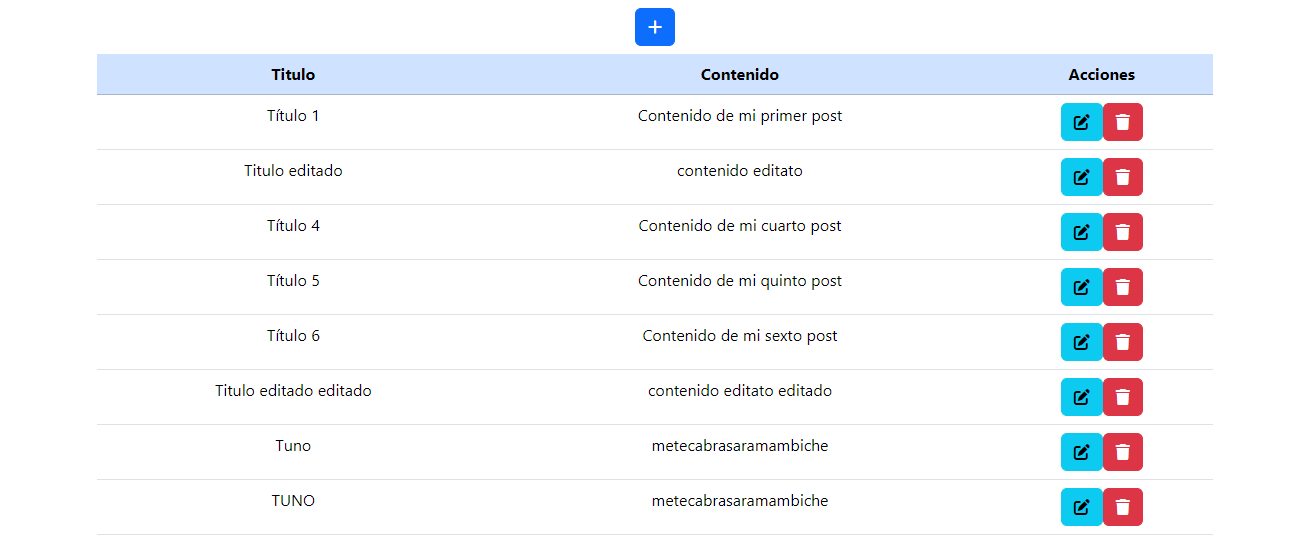 +
Titulo Contenido Acciones
Título 1 Contenido de mi primer post
Titulo editado contenido editato
Título 4 Contenido de mi cuarto post
Título 5 Contenido de mi quinto post
Título 6 Contenido de mi sexto post
Titulo editado editado contenido editato editado
Tuno metecabrasaramambiche
TUNO metecabrasaramambiche